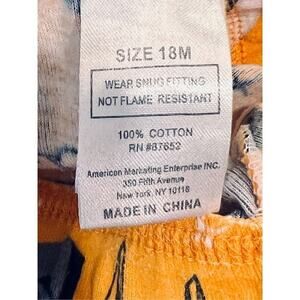 SIZE 18M
WEAR SNUG FITTING
NOT FLAME RESISTANT
100% COTTON
RN #87652
American Marketing Enterprise INC.
350 Fifth Avenue
New York, NY 10118
MADE IN CHINA